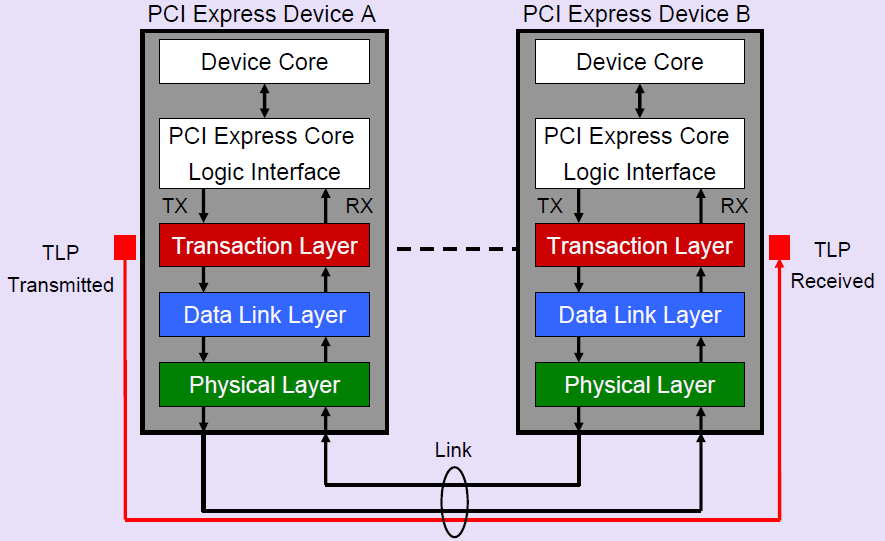 PCI Express Device A
Device Core
PCI Express Core
Logic Interface
TX
RX
Transaction Layer
Data Link Layer
Physical Layer
TLP
Transmitted
PCI Express Device B
Device Core
PCI Express Core
Logic Interface
TX
RX
Transaction Layer
Data Link Layer
Physical Layer
TLP
Received
Link